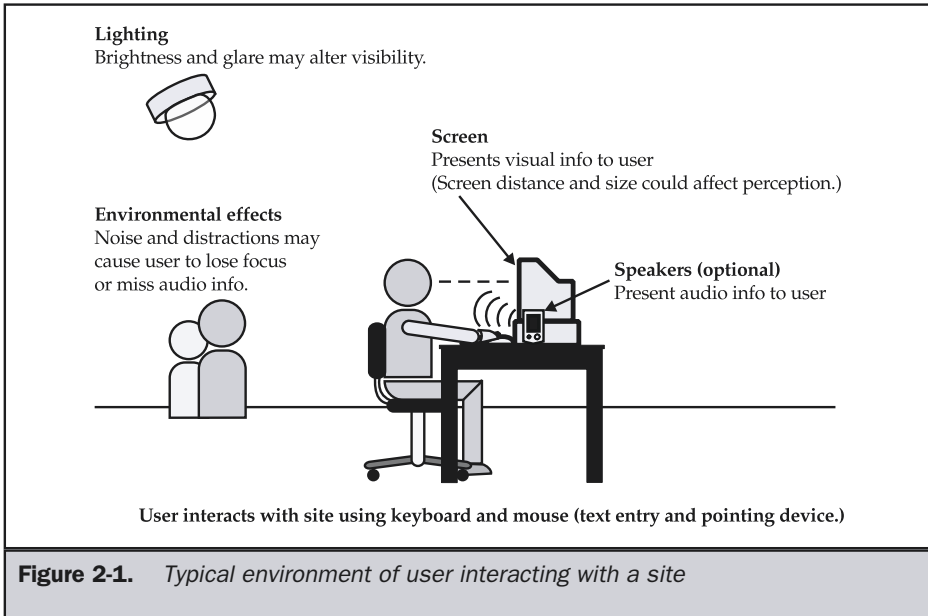 Lighting
Brightness and glare may alter visibility.
Screen
Presents visual info to user
(Screen distance and size could affect perception.)
Environmental effects
Noise and distractions may
cause user to lose focus
or miss audio info.
Speakers (optional)
Present audio info to user
User interacts with site using keyboard and mouse (text entry and pointing device.)
Figure 2-1. Typical environment of user interacting with a site